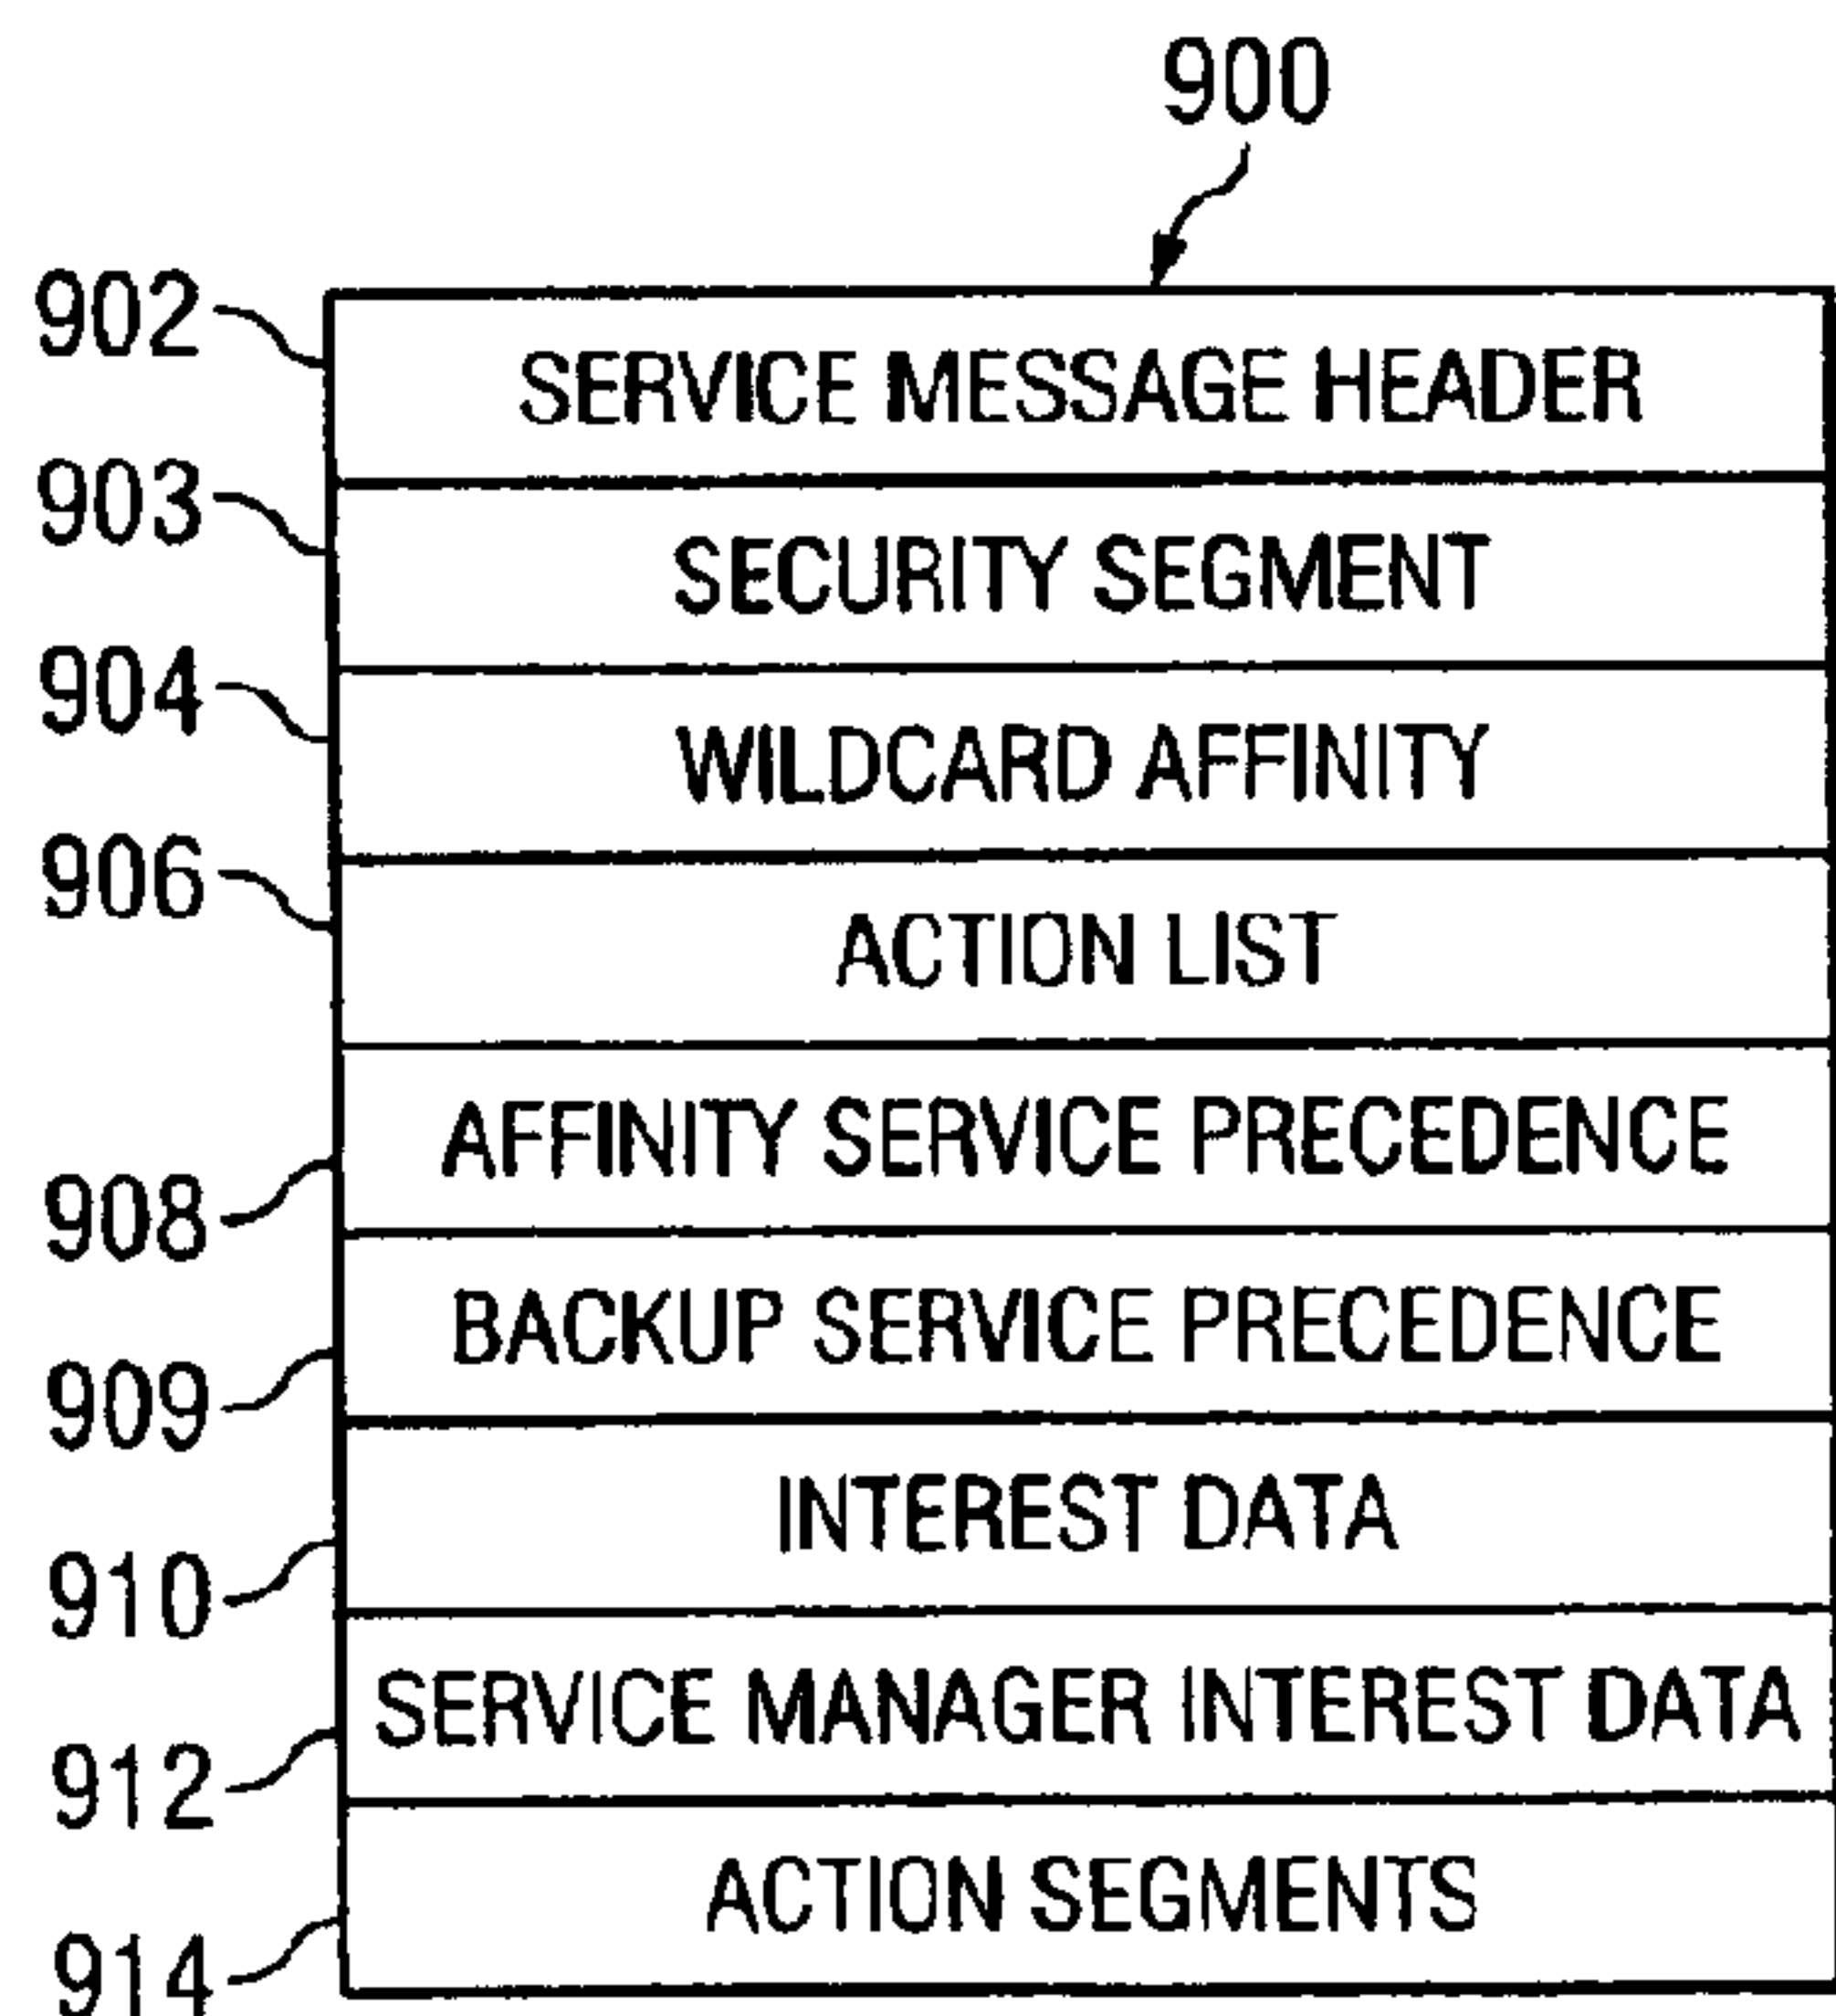 900
902 SERVICE MESSAGE HEADER
903 SECURITY SEGMENT
904 WILDCARD AFFINITY
906 ACTION LIST
908 AFFINITY SERVICE PRECEDENCE
909 BACKUP SERVICE PRECEDENCE
910 INTEREST DATA
912 SERVICE MANAGER INTEREST DATA
914 ACTION SEGMENTS